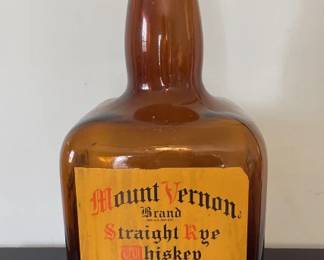 Mount Vernon
Brand
Straight Rye
Whiskey